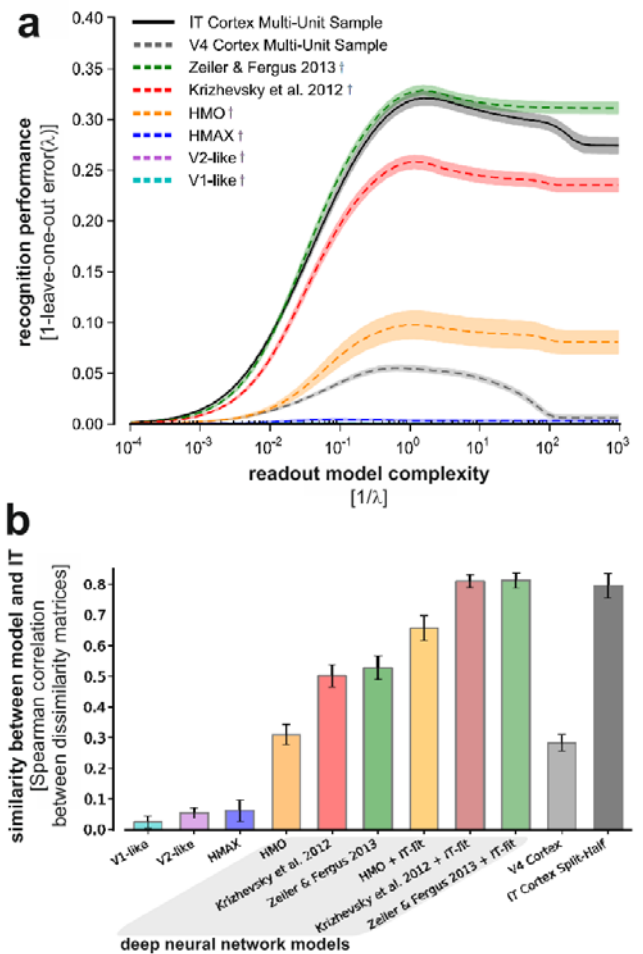 a
recognition performance
[1-leave-one-out error(λ)]
0.40
0.30
0.25
0.20
0.15
0.10
0.05
0.00
IT Cortex Multi-Unit Sample
V4 Cortex Multi-Unit Sample
Zeiler & Fergus 2013 †
Krizhevsky et al. 2012 †
HMO †
HMAX †
V2-like †
V1-like †
10⁻⁴ 10⁻³ 10⁻² 10⁻¹ 10⁰ 10¹ 10² 10³
readout model complexity
[1/λ]
b
similarity between model and IT
[Spearman correlation
between dissimilarity matrices]
0.8
0.7
0.6
0.5
0.3
0.2
0.1
0.0
V1-like
V2-like
HMAX
HMO
Krizhevsky et al. 2012
Zeiler & Fergus 2013
HMO + IT-fit
Krizhevsky et al. 2012 + IT-fit
Zeiler & Fergus 2013 + IT-fit
V4 Cortex
IT Cortex Split-Half
deep neural network models